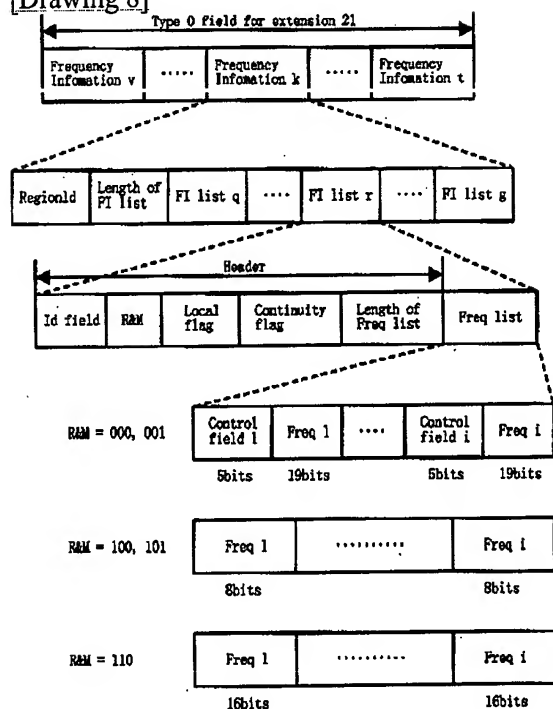 [Drawing 8]
Type 0 field for extension 21
Frequency Infomation v ····· Frequency Infomation k ····· Frequency Infomation t
RegionId Length of FI list FI list q ···· FI list r ···· FI list g
Header
Id field R&M Local flag Continuity flag Length of Freq list Freq list
R&M = 000, 001 Control field 1 Freq 1 ···· Control field i Freq i
5bits 19bits 5bits 19bits
R&M = 100, 101 Freq 1 ·········· Freq i
8bits 8bits
R&M = 110 Freq 1 ·········· Freq i
16bits 16bits